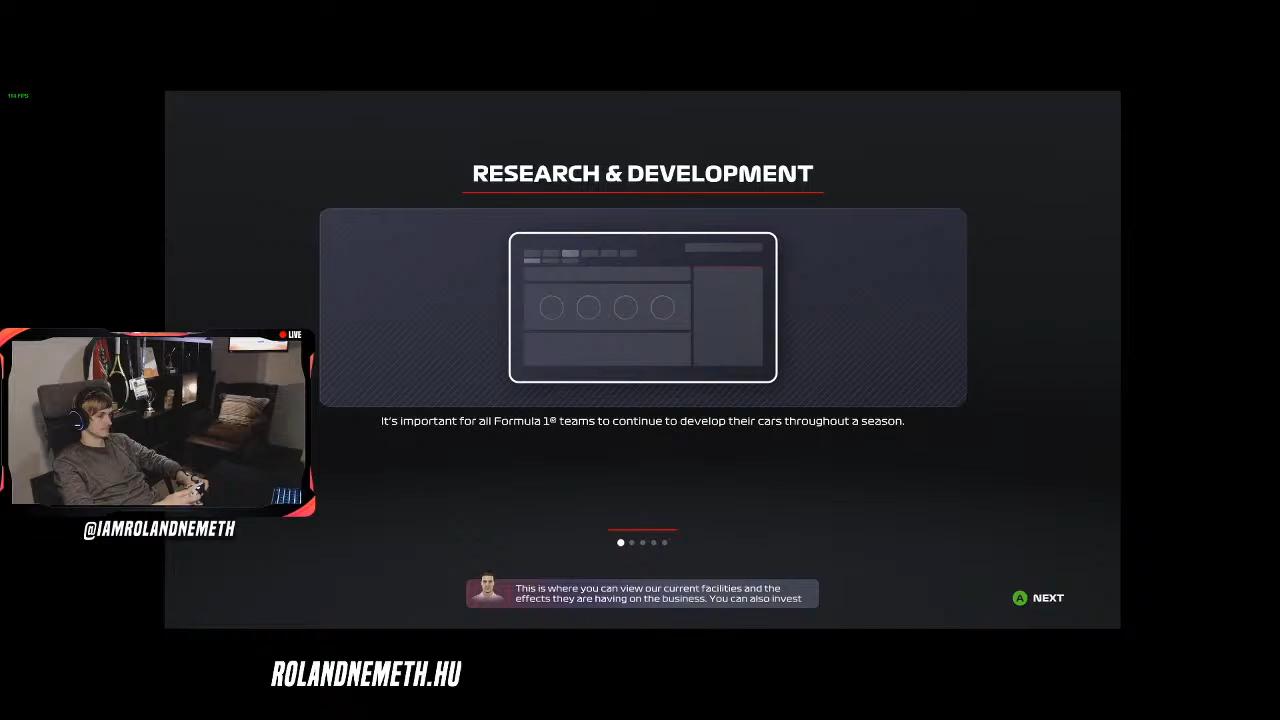 RESEARCH & DEVELOPMENT
It's important for all Formula 1® teams to continue to develop their cars throughout a season.
LIVE
@IAMROLANDNEMETH
This is where you can view our current facilities and the
effects they are having on the business. You can also invest
A NEXT
ROLANDNEMETH.HU